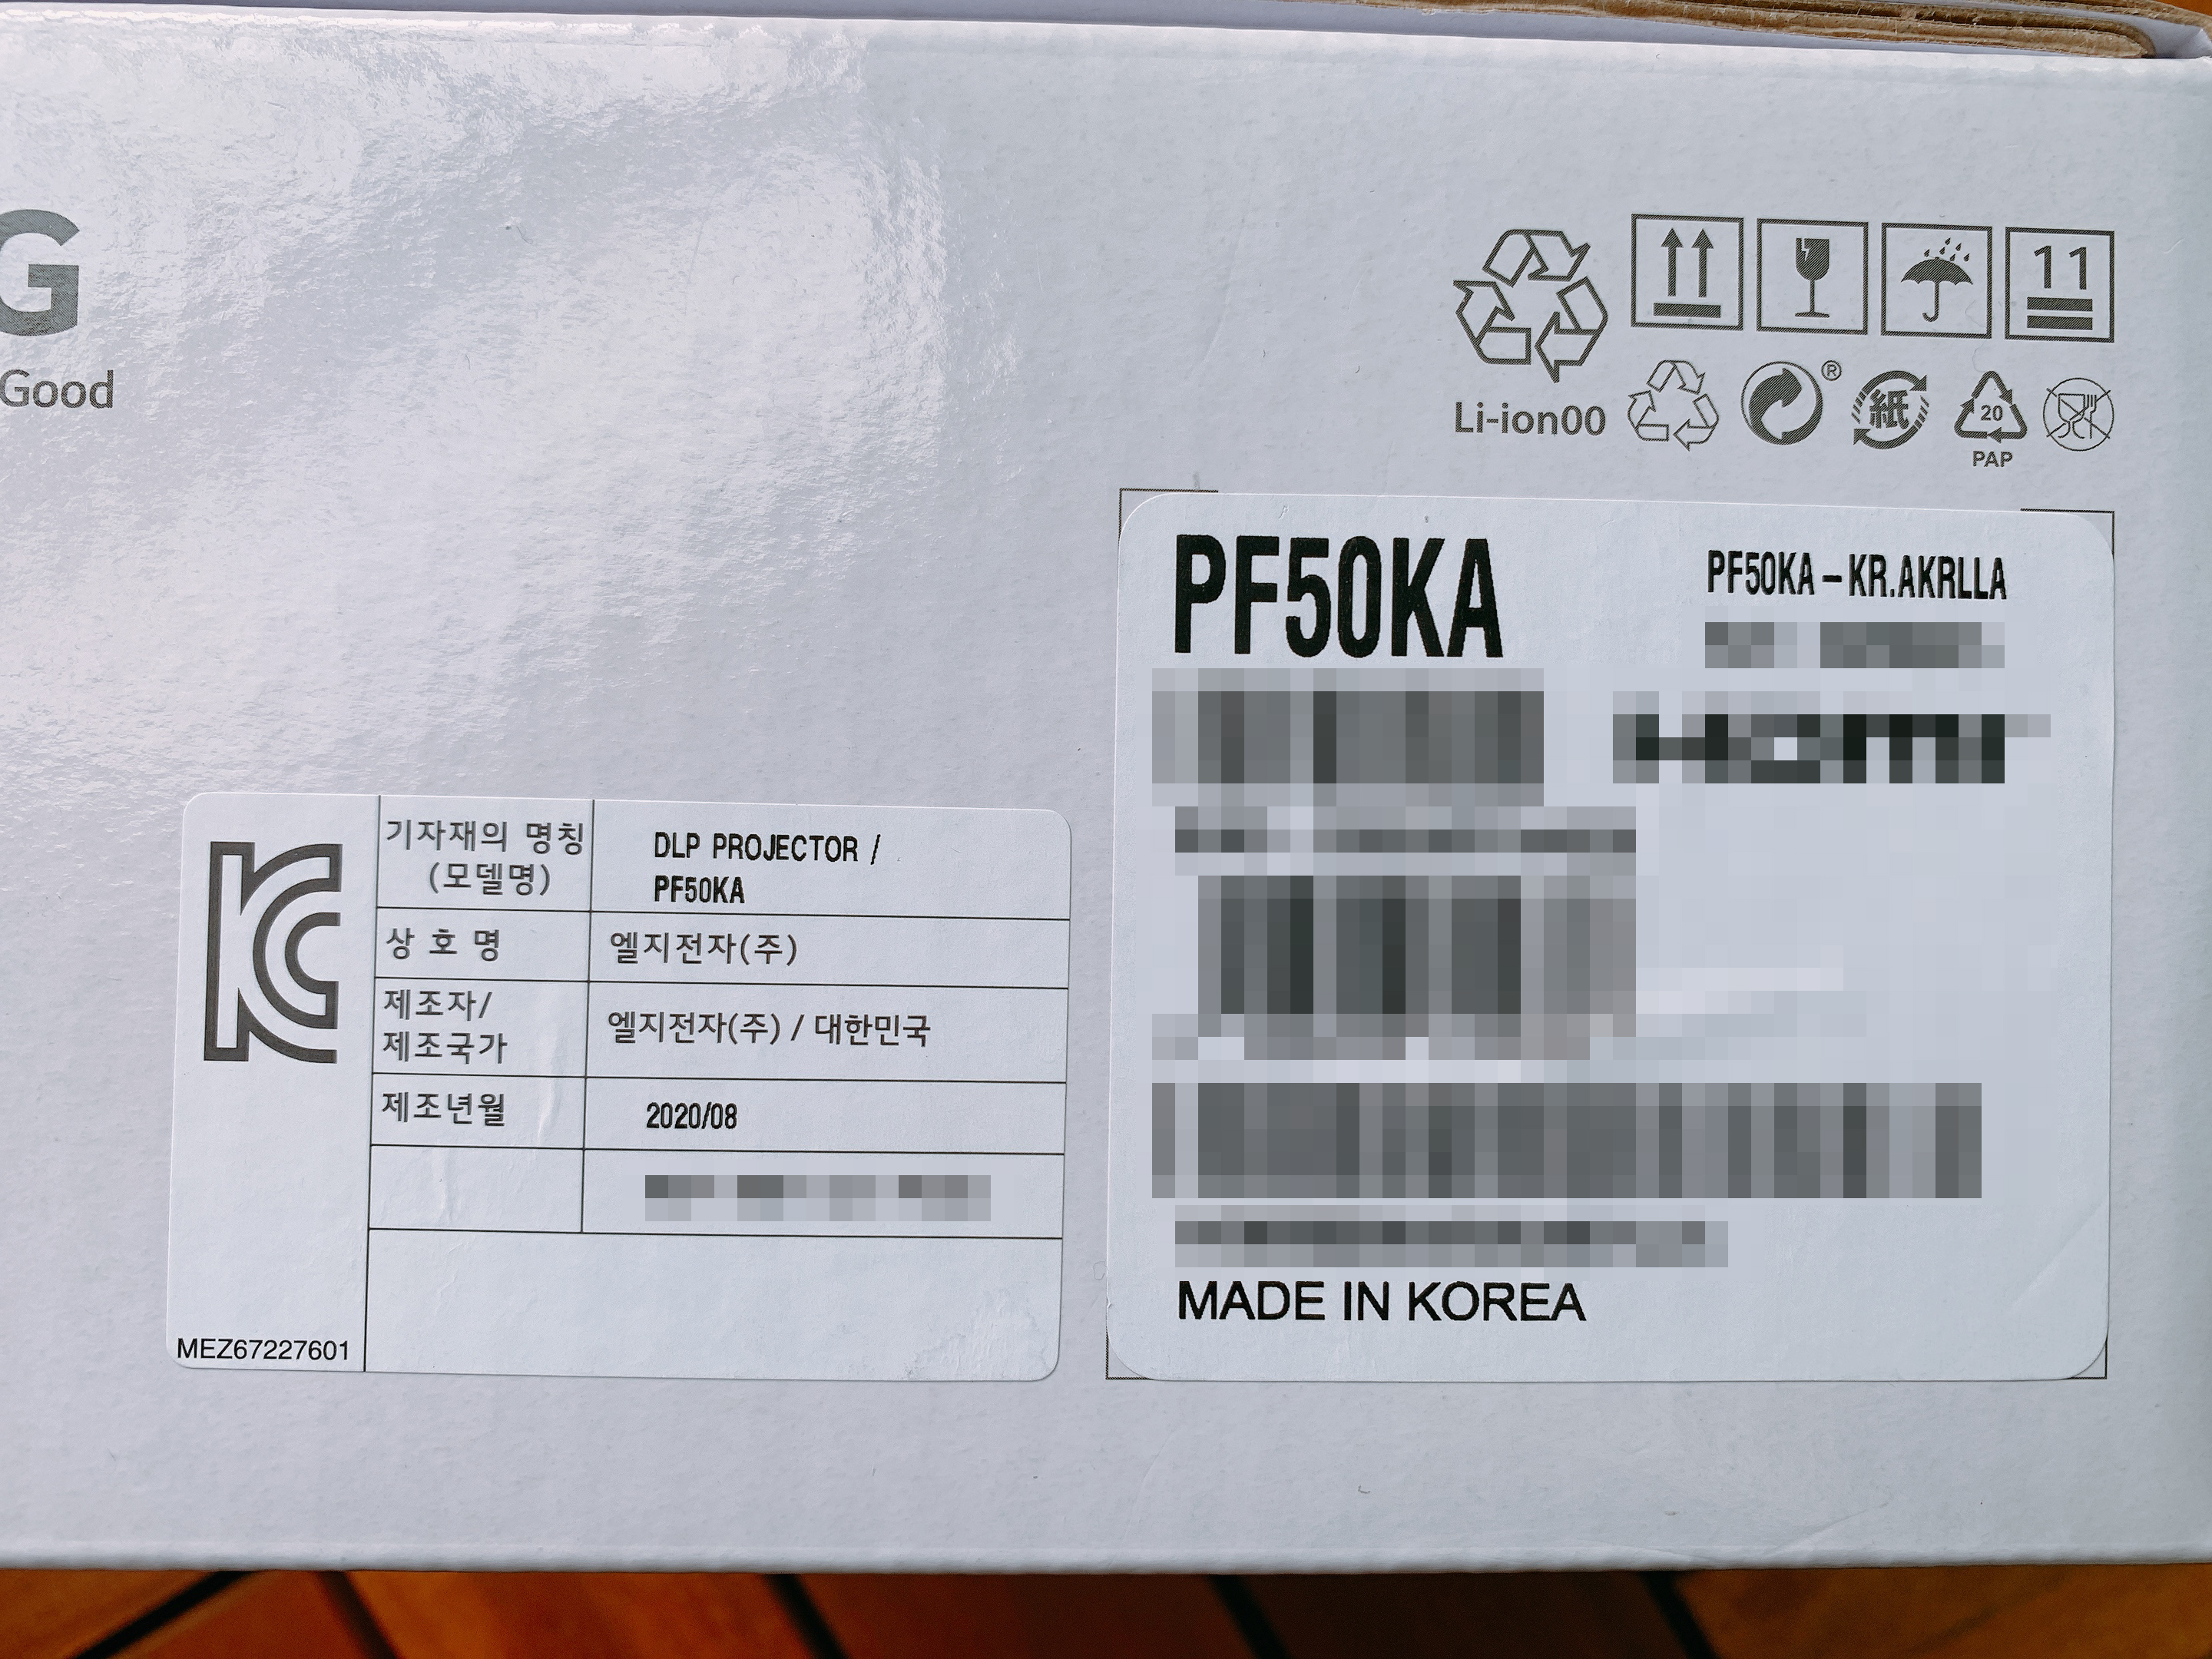 G
Good
11
Li-ion00
®
紙
20
PAP
PF50KA
PF50KA-KR.AKRLLA
기자재의 명칭
(모델명)
DLP PROJECTOR /
PF50KA
상 호 명
엘지전자(주)
제조자/
제조국가
엘지전자(주) / 대한민국
제조년월
2020/08
MEZ67227601
MADE IN KOREA